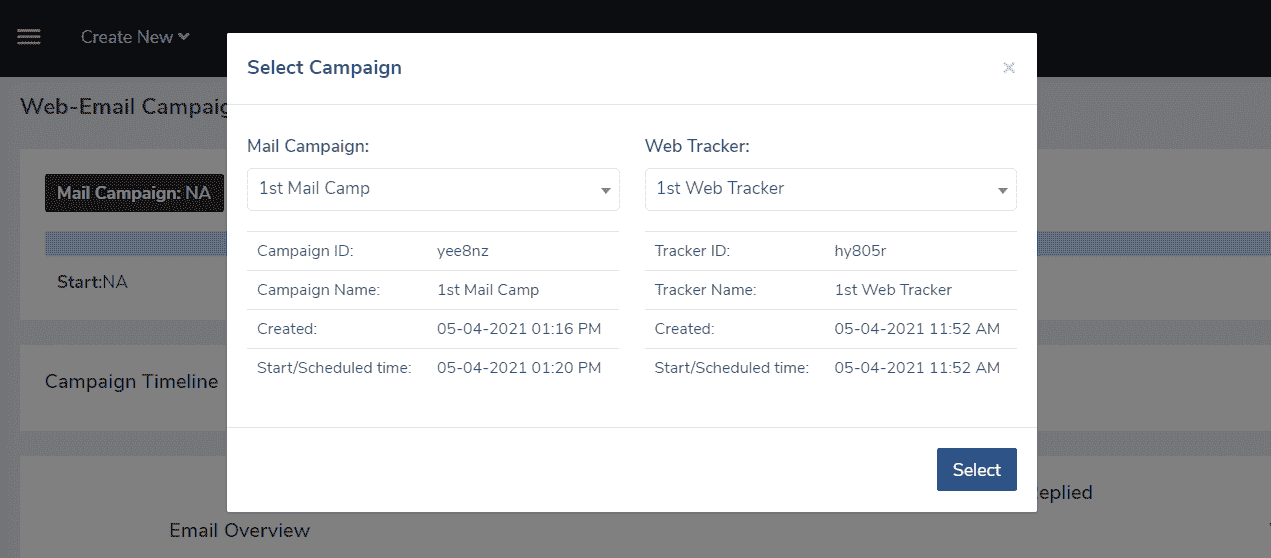 Create New
Web-Email Campaig
Mail Campaign: NA
Start:NA
Campaign Timeline
Email Overview
eplied
Select Campaign
×
Mail Campaign:
1st Mail Camp
Campaign ID: yee8nz
Campaign Name: 1st Mail Camp
Created: 05-04-2021 01:16 PM
Start/Scheduled time: 05-04-2021 01:20 PM
Web Tracker:
1st Web Tracker
Tracker ID: hy805r
Tracker Name: 1st Web Tracker
Created: 05-04-2021 11:52 AM
Start/Scheduled time: 05-04-2021 11:52 AM
Select